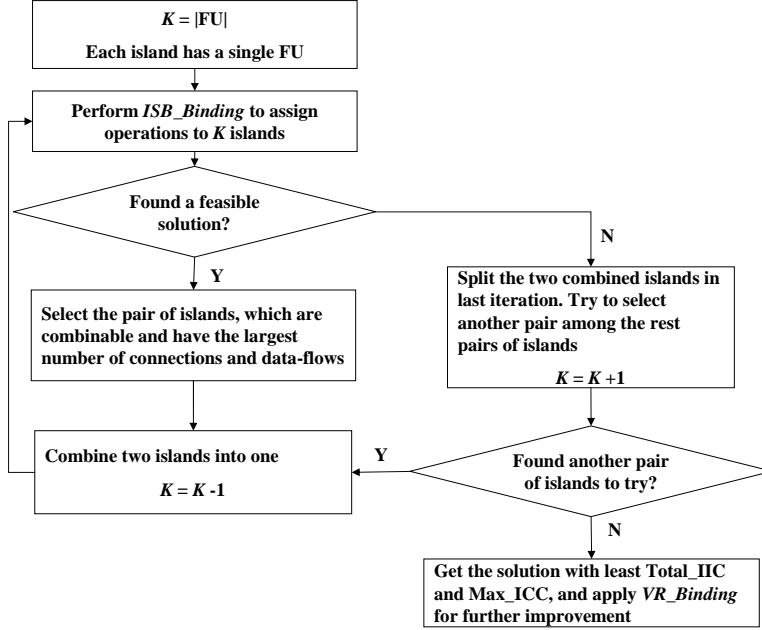 K = |FU|
Each island has a single FU
Perform ISB_Binding to assign
operations to K islands
Found a feasible
solution?
N
Y
Select the pair of islands, which are
combinable and have the largest
number of connections and data-flows
Split the two combined islands in
last iteration. Try to select
another pair among the rest
pairs of islands
K = K +1
Combine two islands into one
K = K -1
Y
Found another pair
of islands to try?
N
Get the solution with least Total_IIC
and Max_ICC, and apply VR_Binding
for further improvement